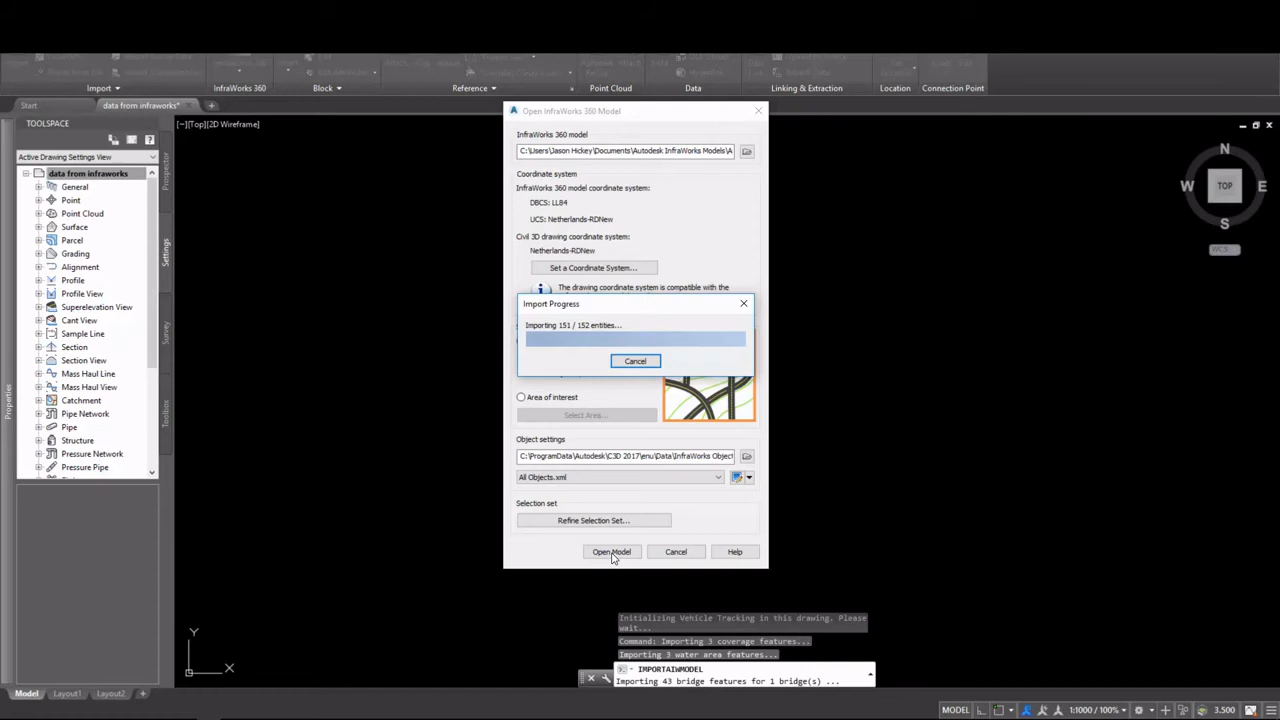 Import
InfraWorks 360
Block
Reference
Point Cloud
Data
Linking & Extraction
Location
Connection Point
Start
data from infraworks*
[−][Top][2D Wireframe]
TOOLSPACE
Active Drawing Settings View
data from infraworks
General
Point
Point Cloud
Surface
Parcel
Grading
Alignment
Profile
Profile View
Superelevation View
Cant View
Sample Line
Section
Section View
Mass Haul Line
Mass Haul View
Catchment
Pipe Network
Pipe
Structure
Pressure Network
Pressure Pipe
Prospector
Settings
Survey
Toolbox
Properties
Open InfraWorks 360 Model
InfraWorks 360 model
C:\Users\Jason Hickey\Documents\Autodesk InfraWorks Models\A
Coordinate system
InfraWorks 360 model coordinate system:
DBCS: LL84
UCS: Netherlands-RDNew
Civil 3D drawing coordinate system:
Netherlands-RDNew
Set a Coordinate System...
The drawing coordinate system is compatible with the
Import Progress
Importing 151 / 152 entities...
Cancel
Area of interest
Select Area...
Object settings
C:\ProgramData\Autodesk\C3D 2017\enu\Data\InfraWorks Object
All Objects.xml
Selection set
Refine Selection Set...
Open Model
Cancel
Help
N
W
TOP
E
S
WCS
Initializing Vehicle Tracking in this drawing. Please
wait...
Command: Importing 3 coverage features...
Importing 3 water area features...
- IMPORTAIWMODEL
Importing 43 bridge features for 1 bridge(s) ...
Y
X
Model
Layout1
Layout2
MODEL
1:1000 / 100%
3.500